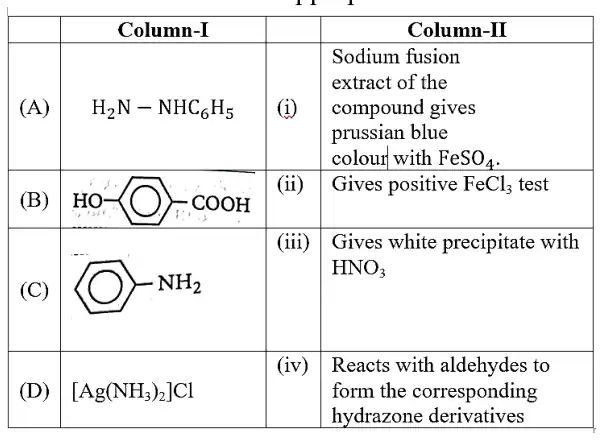 Column-I Column-II
(A) H₂N − NHC₆H₅ (i) Sodium fusion
extract of the
compound gives
prussian blue
colour with FeSO₄.
(B) HO- -COOH (ii) Gives positive FeCl₃ test
(C) -NH₂ (iii) Gives white precipitate with
HNO₃
(D) [Ag(NH₃)₂]Cl (iv) Reacts with aldehydes to
form the corresponding
hydrazone derivatives